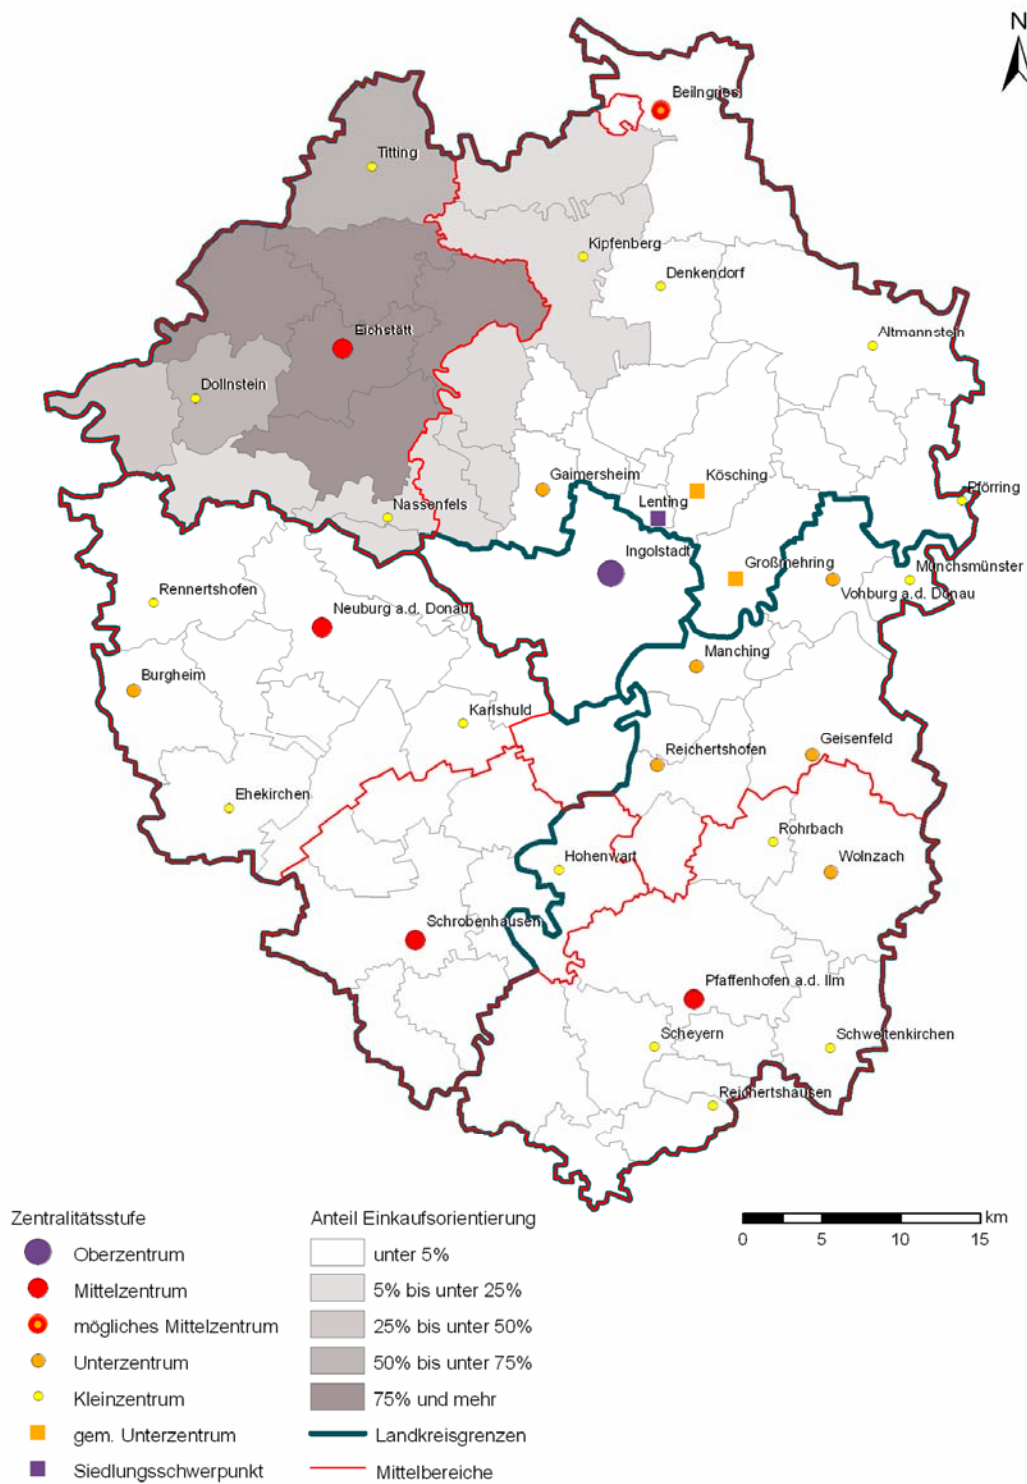 N
Beilngries
Titting
Kipfenberg
Denkendorf
Eichstätt
Altmannstein
Dollnstein
Gaimersheim
Kösching
Pförring
Lenting
Nassenfels
Ingolstadt
Großmehring
Münchsmünster
Vohburg a.d. Donau
Rennertshofen
Neuburg a.d. Donau
Manching
Burgheim
Karlshuld
Reichertshofen
Geisenfeld
Ehekirchen
Rohrbach
Hohenwart
Wolnzach
Schrobenhausen
Pfaffenhofen a.d. Ilm
Scheyern
Schweitenkirchen
Reichertshausen
Zentralitätsstufe
Oberzentrum
Mittelzentrum
mögliches Mittelzentrum
Unterzentrum
Kleinzentrum
gem. Unterzentrum
Siedlungsschwerpunkt
Anteil Einkaufsorientierung
unter 5%
5% bis unter 25%
25% bis unter 50%
50% bis unter 75%
75% und mehr
Landkreisgrenzen
Mittelbereiche
km
0 5 10 15